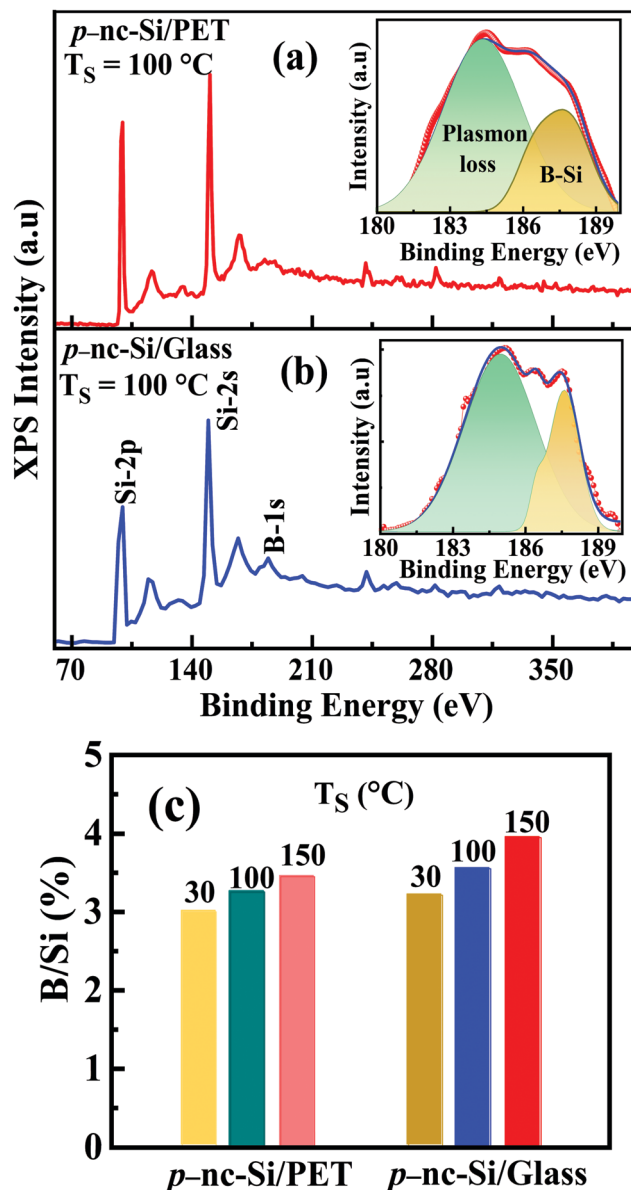 p–nc-Si/PET
T_S = 100 °C
(a)
Plasmon
loss
B-Si
Intensity (a.u)
180 183 186 189
Binding Energy (eV)
p–nc-Si/Glass
T_S = 100 °C
(b)
Si-2p
Si-2s
B-1s
Intensity (a.u)
180 183 186 189
Binding Energy (eV)
XPS Intensity (a.u)
70 140 210 280 350
Binding Energy (eV)
(c)
T_S (°C)
30 100 150
30 100 150
B/Si (%)
5
4
3
2
1
0
p–nc-Si/PET p–nc-Si/Glass